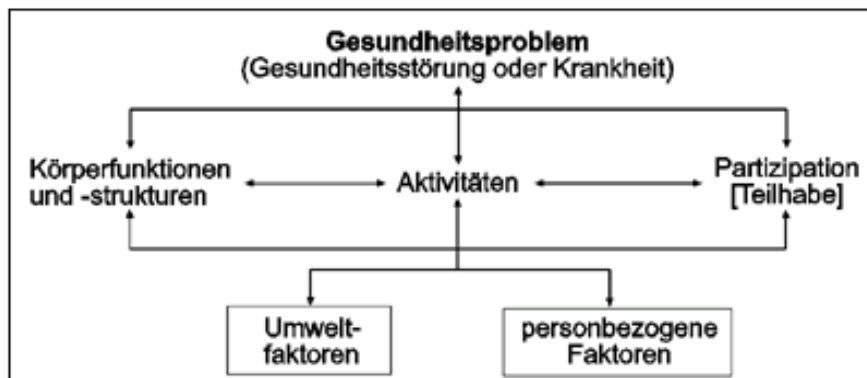 Gesundheitsproblem
(Gesundheitsstörung oder Krankheit)
Körperfunktionen
und -strukturen
Aktivitäten
Partizipation
[Teilhabe]
Umwelt-
faktoren
personbezogene
Faktoren